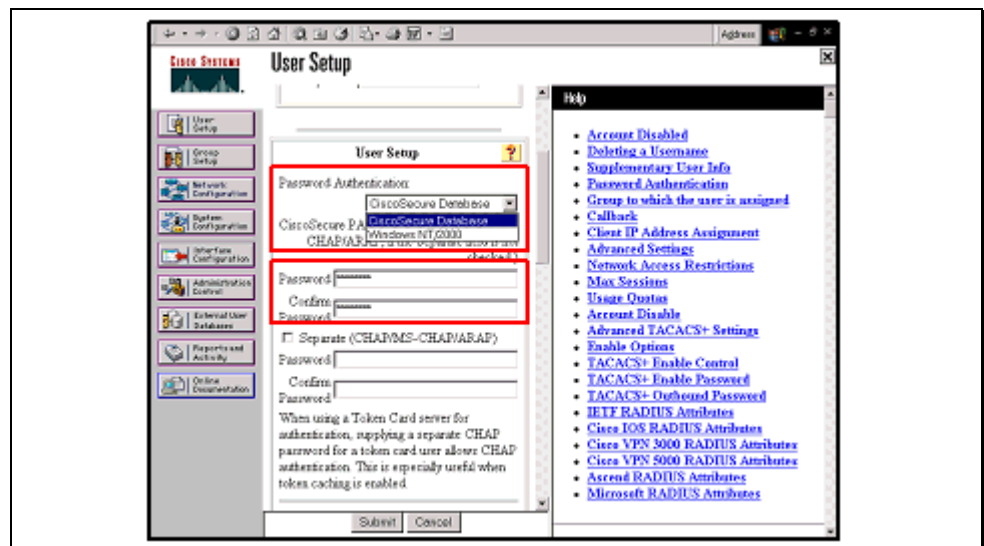 Address
CISCO SYSTEMS
User Setup
User Setup
Group Setup
Network Configuration
System Configuration
Interface Configuration
Administration Control
External User Databases
Reports and Activity
Online Documentation
User Setup
?
Password Authentication:
CiscoSecure Database
CiscoSecure Database
Windows NT/2000
CiscoSecure PA
CHAP/ARAP
checked.)
Password
Confirm
Password
Separate (CHAP/MS-CHAP/ARAP)
Password
Confirm
Password
When using a Token Card server for
authentication, supplying a separate CHAP
password for a token card user allows CHAP
authentication. This is especially useful when
token caching is enabled.
Submit
Cancel
Help
Account Disabled
Deleting a Username
Supplementary User Info
Password Authentication
Group to which the user is assigned
Callback
Client IP Address Assignment
Advanced Settings
Network Access Restrictions
Max Sessions
Usage Quotas
Account Disable
Advanced TACACS+ Settings
Enable Options
TACACS+ Enable Control
TACACS+ Enable Password
TACACS+ Outbound Password
IETF RADIUS Attributes
Cisco IOS RADIUS Attributes
Cisco VPN 3000 RADIUS Attributes
Cisco VPN 5000 RADIUS Attributes
Ascend RADIUS Attributes
Microsoft RADIUS Attributes